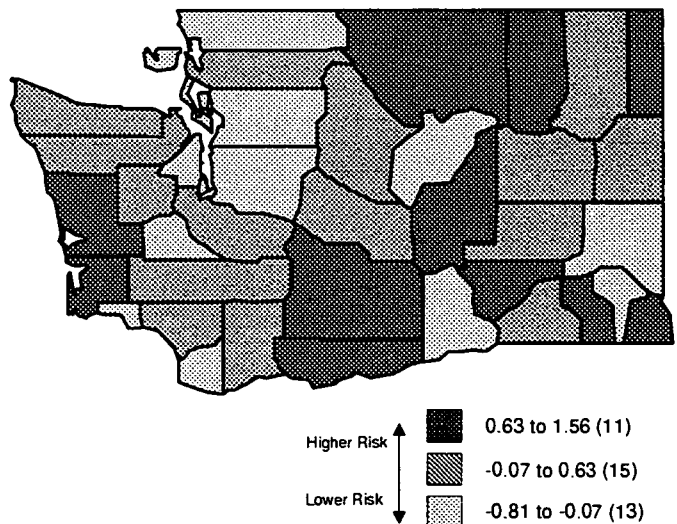 Higher Risk
Lower Risk
0.63 to 1.56 (11)
-0.07 to 0.63 (15)
-0.81 to -0.07 (13)